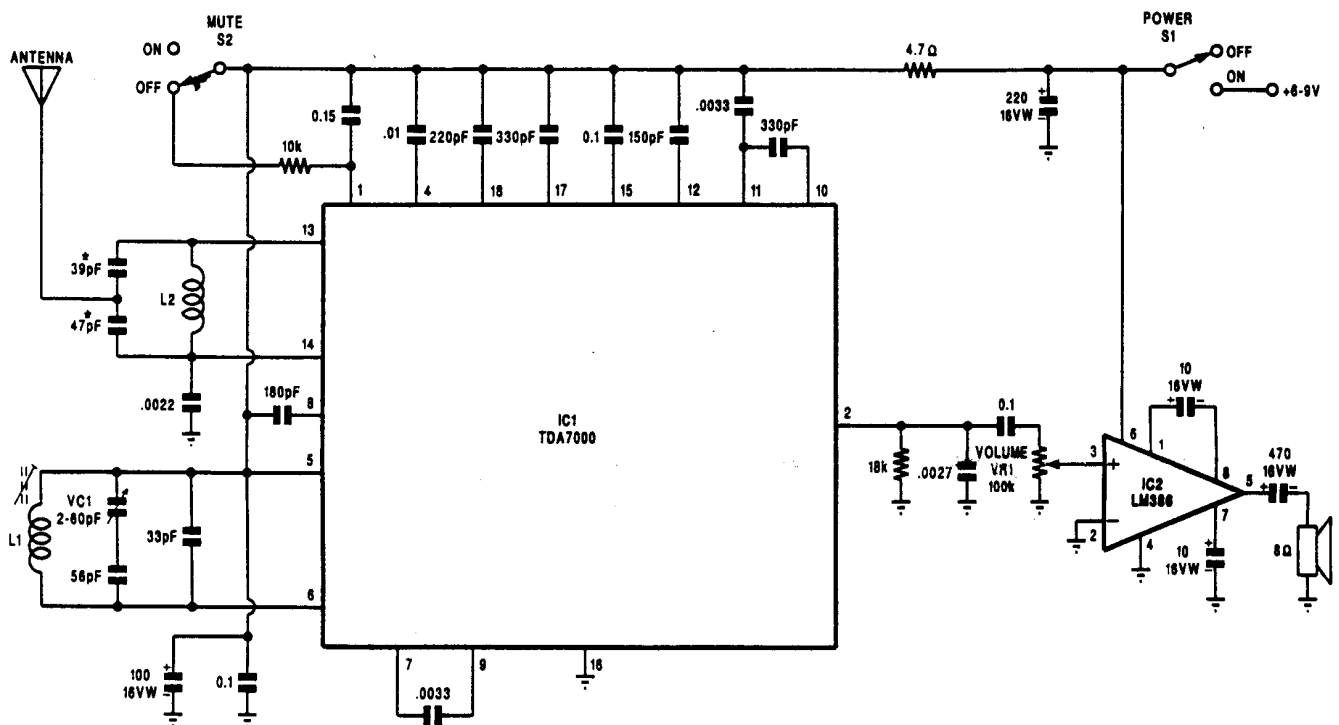 MUTE
S2
POWER
S1
ANTENNA
ON
OFF
4.7Ω
OFF
ON
+6-9V
220
16VW
0.15
.01
220pF
330pF
0.1
150pF
.0033
330pF
10k
1
4
18
17
15
12
11
10
13
*
39pF
L2
*
47pF
14
.0022
180pF
8
IC1
TDA7000
2
18k
.0027
0.1
VOLUME
VR1
100k
10
16VW
6
1
3
+
IC2
LM386
8
5
7
470
16VW
2
4
10
16VW
8Ω
5
VC1
2-60pF
L1
33pF
56pF
6
100
16VW
0.1
7
9
.0033
16